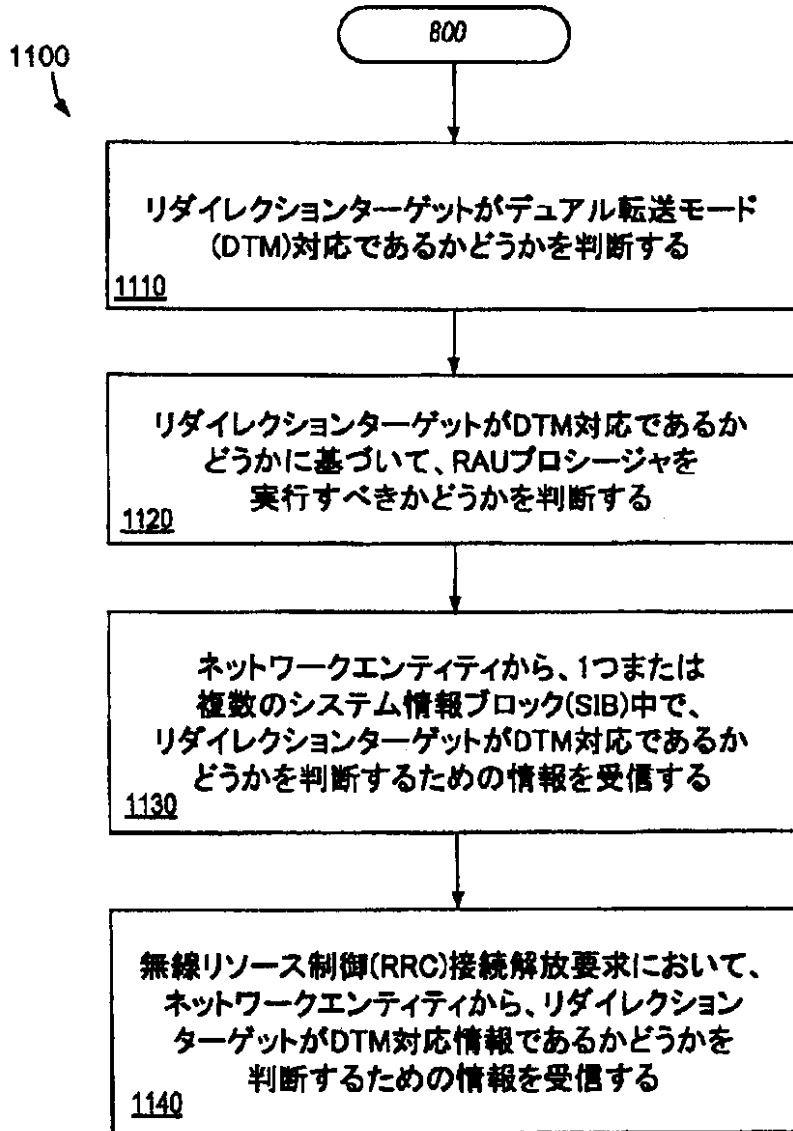 800
1100
リダイレクションターゲットがデュアル転送モード
(DTM)対応であるかどうかを判断する
1110
リダイレクションターゲットがDTM対応であるか
どうかに基づいて、RAUプロシージャを
実行すべきかどうかを判断する
1120
ネットワークエンティティから、1つまたは
複数のシステム情報ブロック(SIB)中で、
リダイレクションターゲットがDTM対応であるか
どうかを判断するための情報を受信する
1130
無線リソース制御(RRC)接続解放要求において、
ネットワークエンティティから、リダイレクション
ターゲットがDTM対応情報であるかどうかを
判断するための情報を受信する
1140